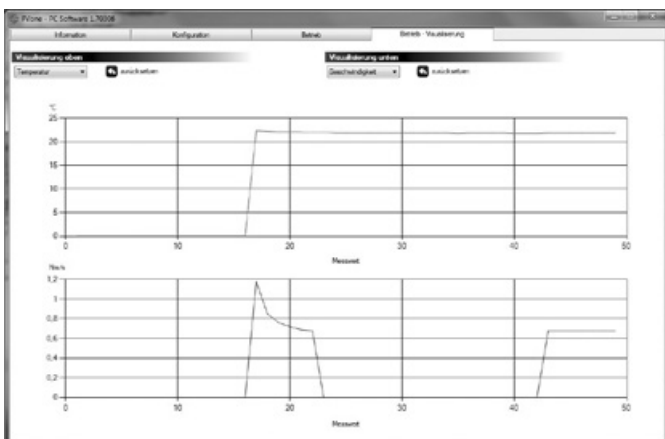 PVone - PC Software 1.70008
Information Konfiguration Betrieb Betrieb - Visualisierung
Visualisierung oben Visualisierung unten
Temperatur zurücksetzen Geschwindigkeit zurücksetzen
°C
25
20
15
10
5
0
0 10 20 30 40 50
Messwert
1,2
1
0,8
0,6
0,4
0,2
0
0 10 20 30 40 50
Messwert